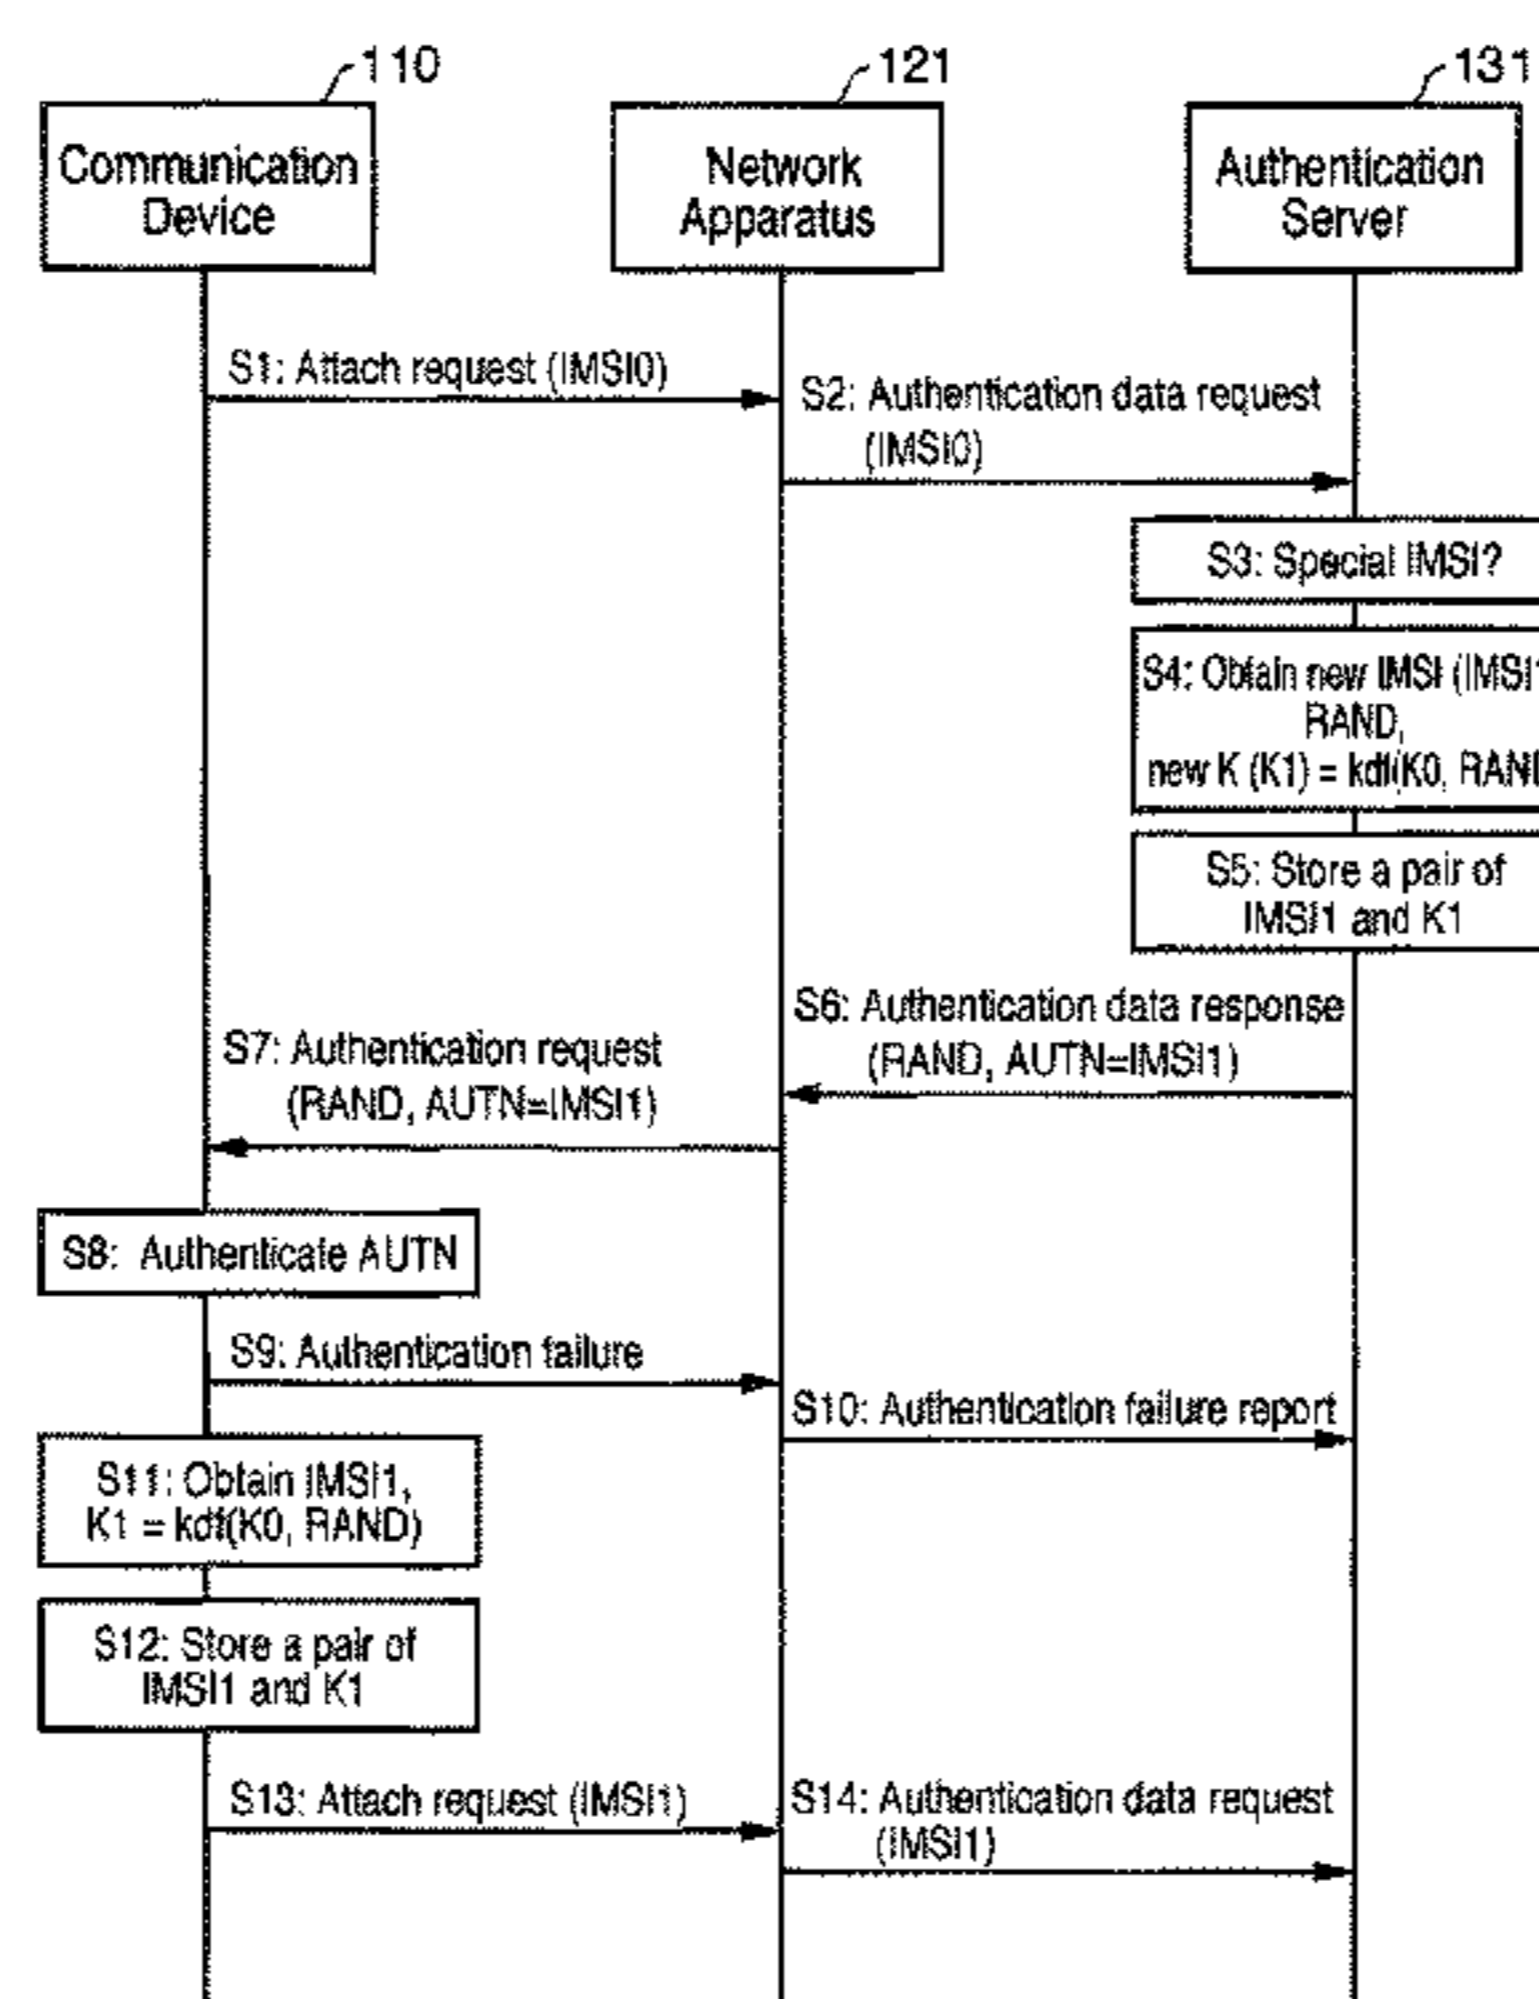 110
121
131
Communication
Device
Network
Apparatus
Authentication
Server
S1: Attach request (IMSI0)
S2: Authentication data request
(IMSI0)
S3: Special IMSI?
S4: Obtain new IMSI (IMSI1
RAND,
new K (K1) = kdf(K0, RAND
S5: Store a pair of
IMSI1 and K1
S6: Authentication data response
(RAND, AUTN=IMSI1)
S7: Authentication request
(RAND, AUTN=IMSI1)
S8: Authenticate AUTN
S9: Authentication failure
S10: Authentication failure report
S11: Obtain IMSI1,
K1 = kdf(K0, RAND)
S12: Store a pair of
IMSI1 and K1
S13: Attach request (IMSI1)
S14: Authentication data request
(IMSI1)